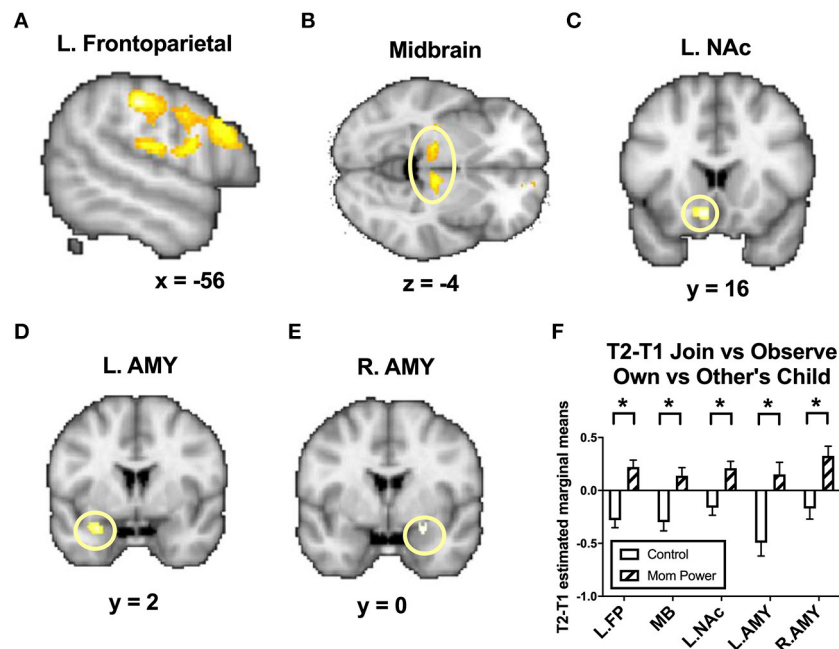 A
L. Frontoparietal
x = -56
B
Midbrain
z = -4
C
L. NAc
y = 16
D
L. AMY
y = 2
E
R. AMY
y = 0
F
T2-T1 Join vs Observe
Own vs Other's Child
* * * * *
T2-T1 estimated marginal means
0.5
0.0
-0.5
-1.0
Control
Mom Power
L.FP MB L.NAc L.AMY R.AMY